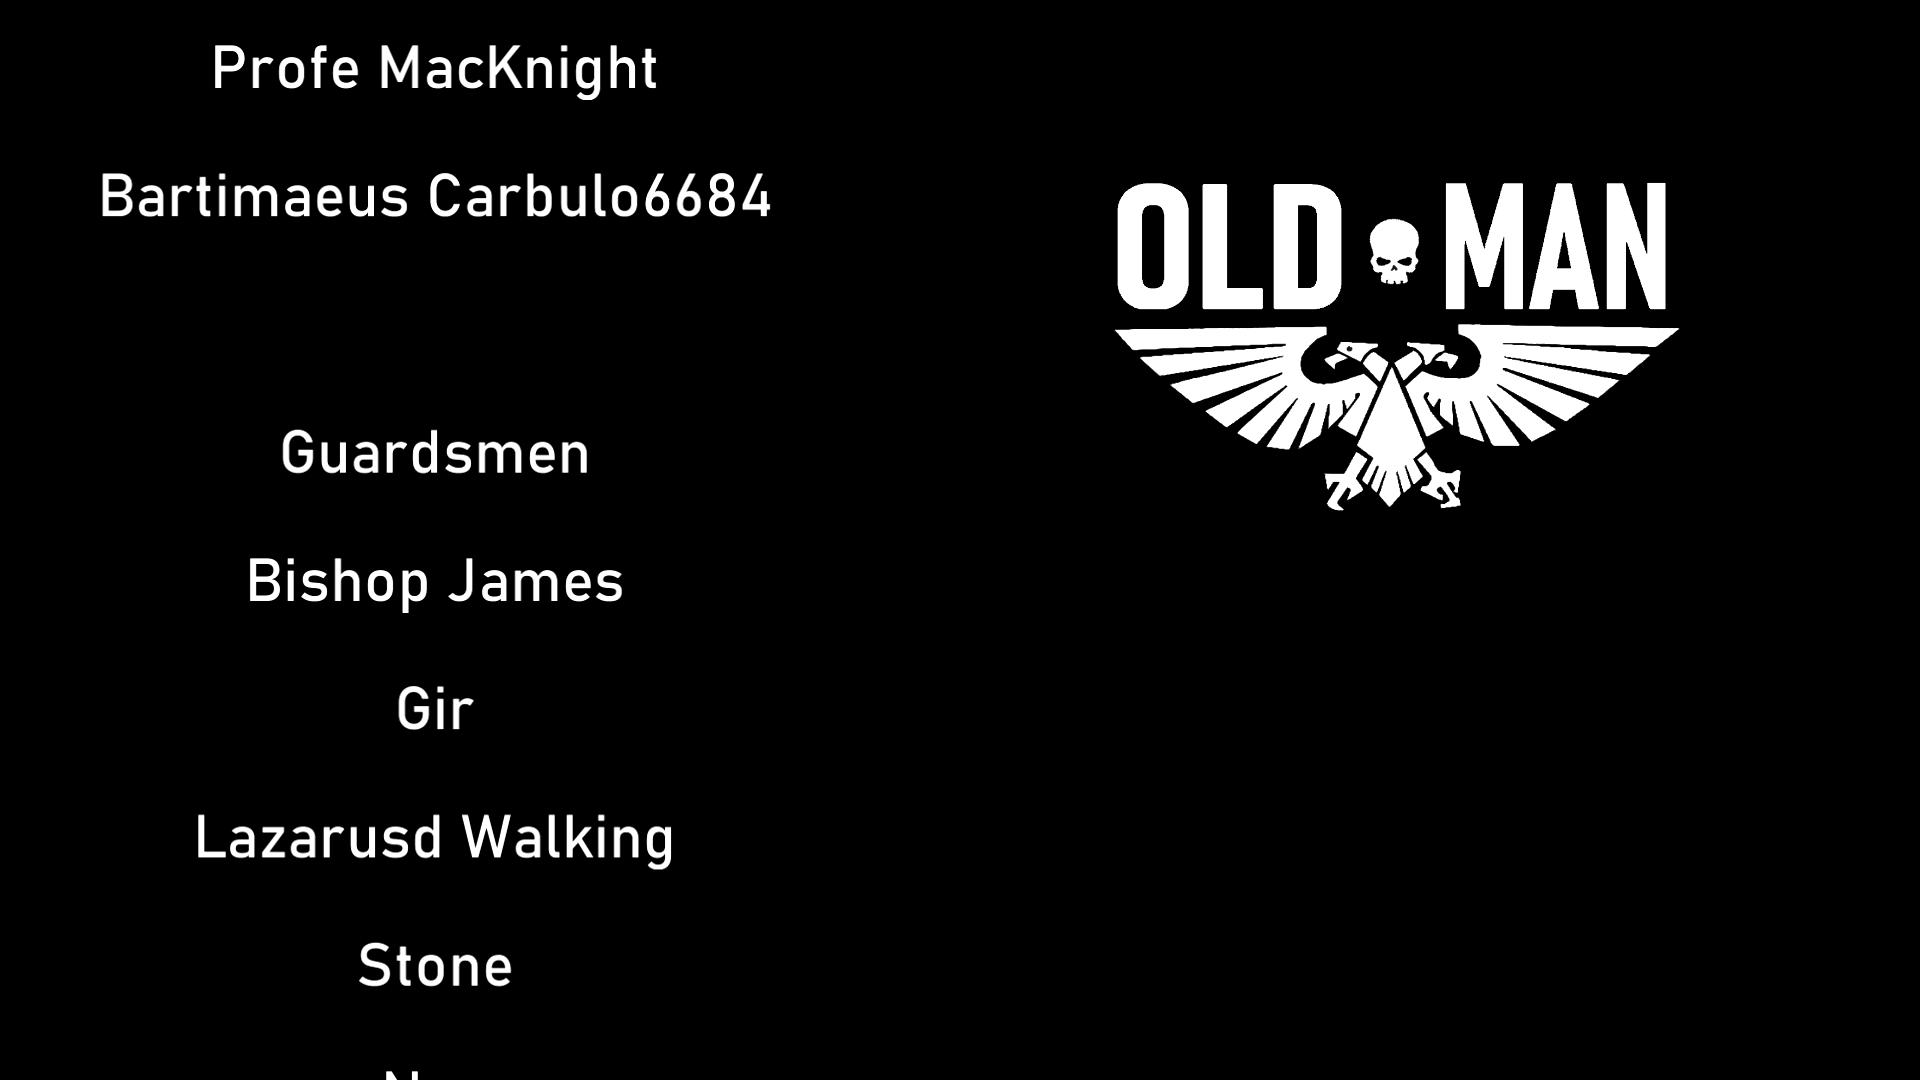 Profe MacKnight
Bartimaeus Carbulo6684
OLD MAN
Guardsmen
Bishop James
Gir
Lazarusd Walking
Stone